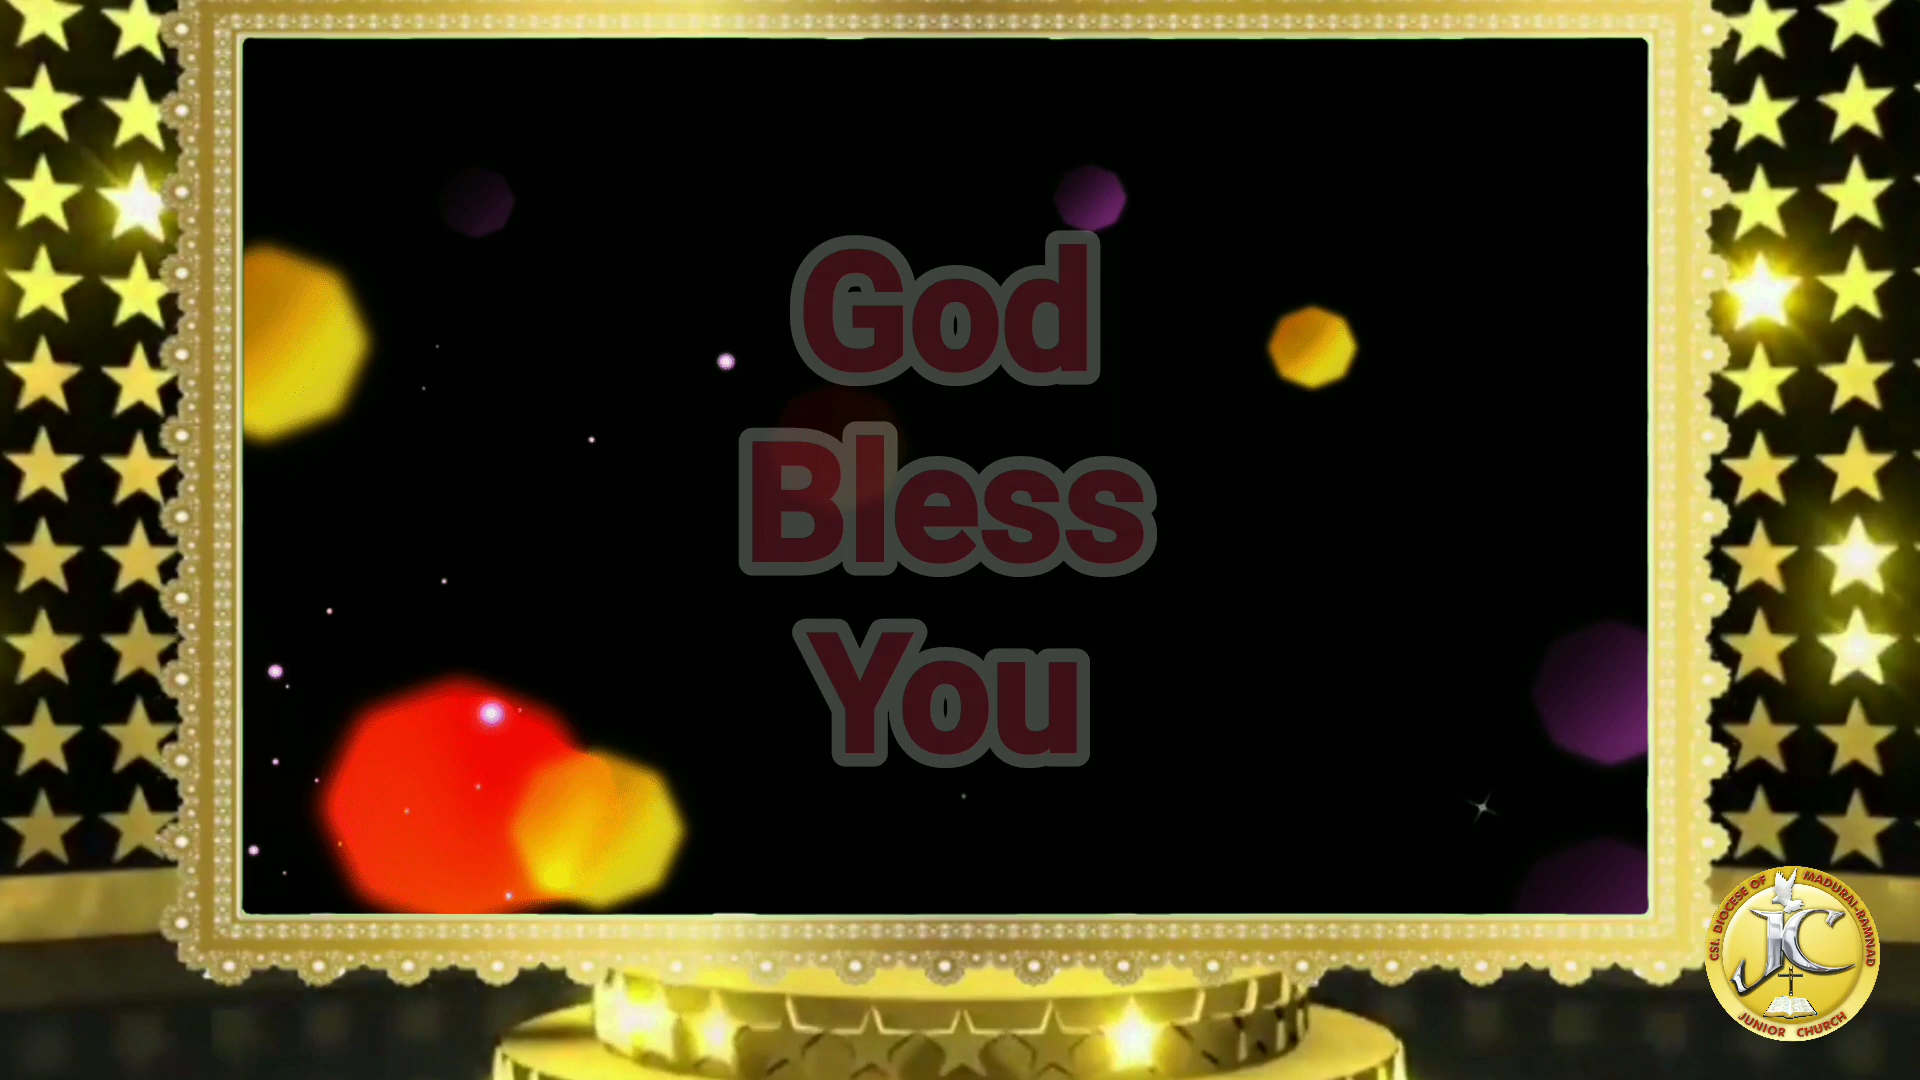 God
Bless
You
CSI. DIOCESE OF MADURAI-RAMNAD
JC
JUNIOR CHURCH